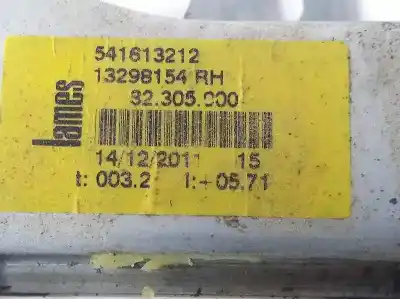 541613212
13298154 RH
32.305.000
lames
14/12/2011 15
t: 003.2 l:+05.71